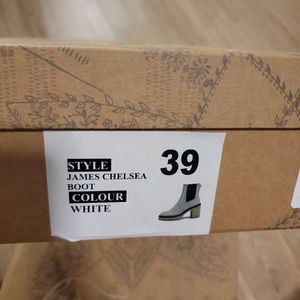 STYLE
JAMES CHELSEA
BOOT
COLOUR
WHITE
39